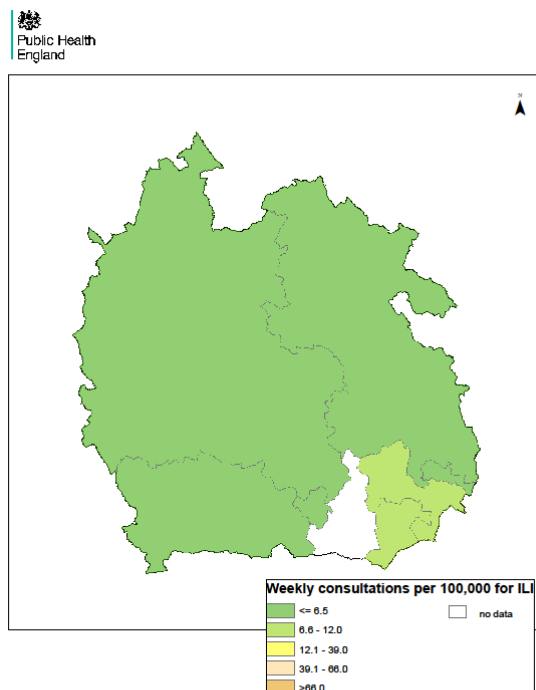 Public Health
England
N
Weekly consultations per 100,000 for ILI
<= 6.5
no data
6.6 - 12.0
12.1 - 39.0
39.1 - 66.0
>66.0